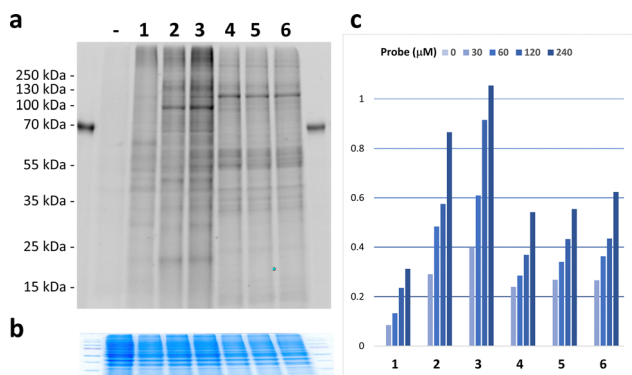 a
- 1 2 3 4 5 6
250 kDa -
130 kDa -
100 kDa -
70 kDa -
55 kDa -
35 kDa -
25 kDa -
15 kDa -
b
c
Probe (μM) 0 30 60 120 240
1
0.8
0.6
0.4
0.2
0
1 2 3 4 5 6